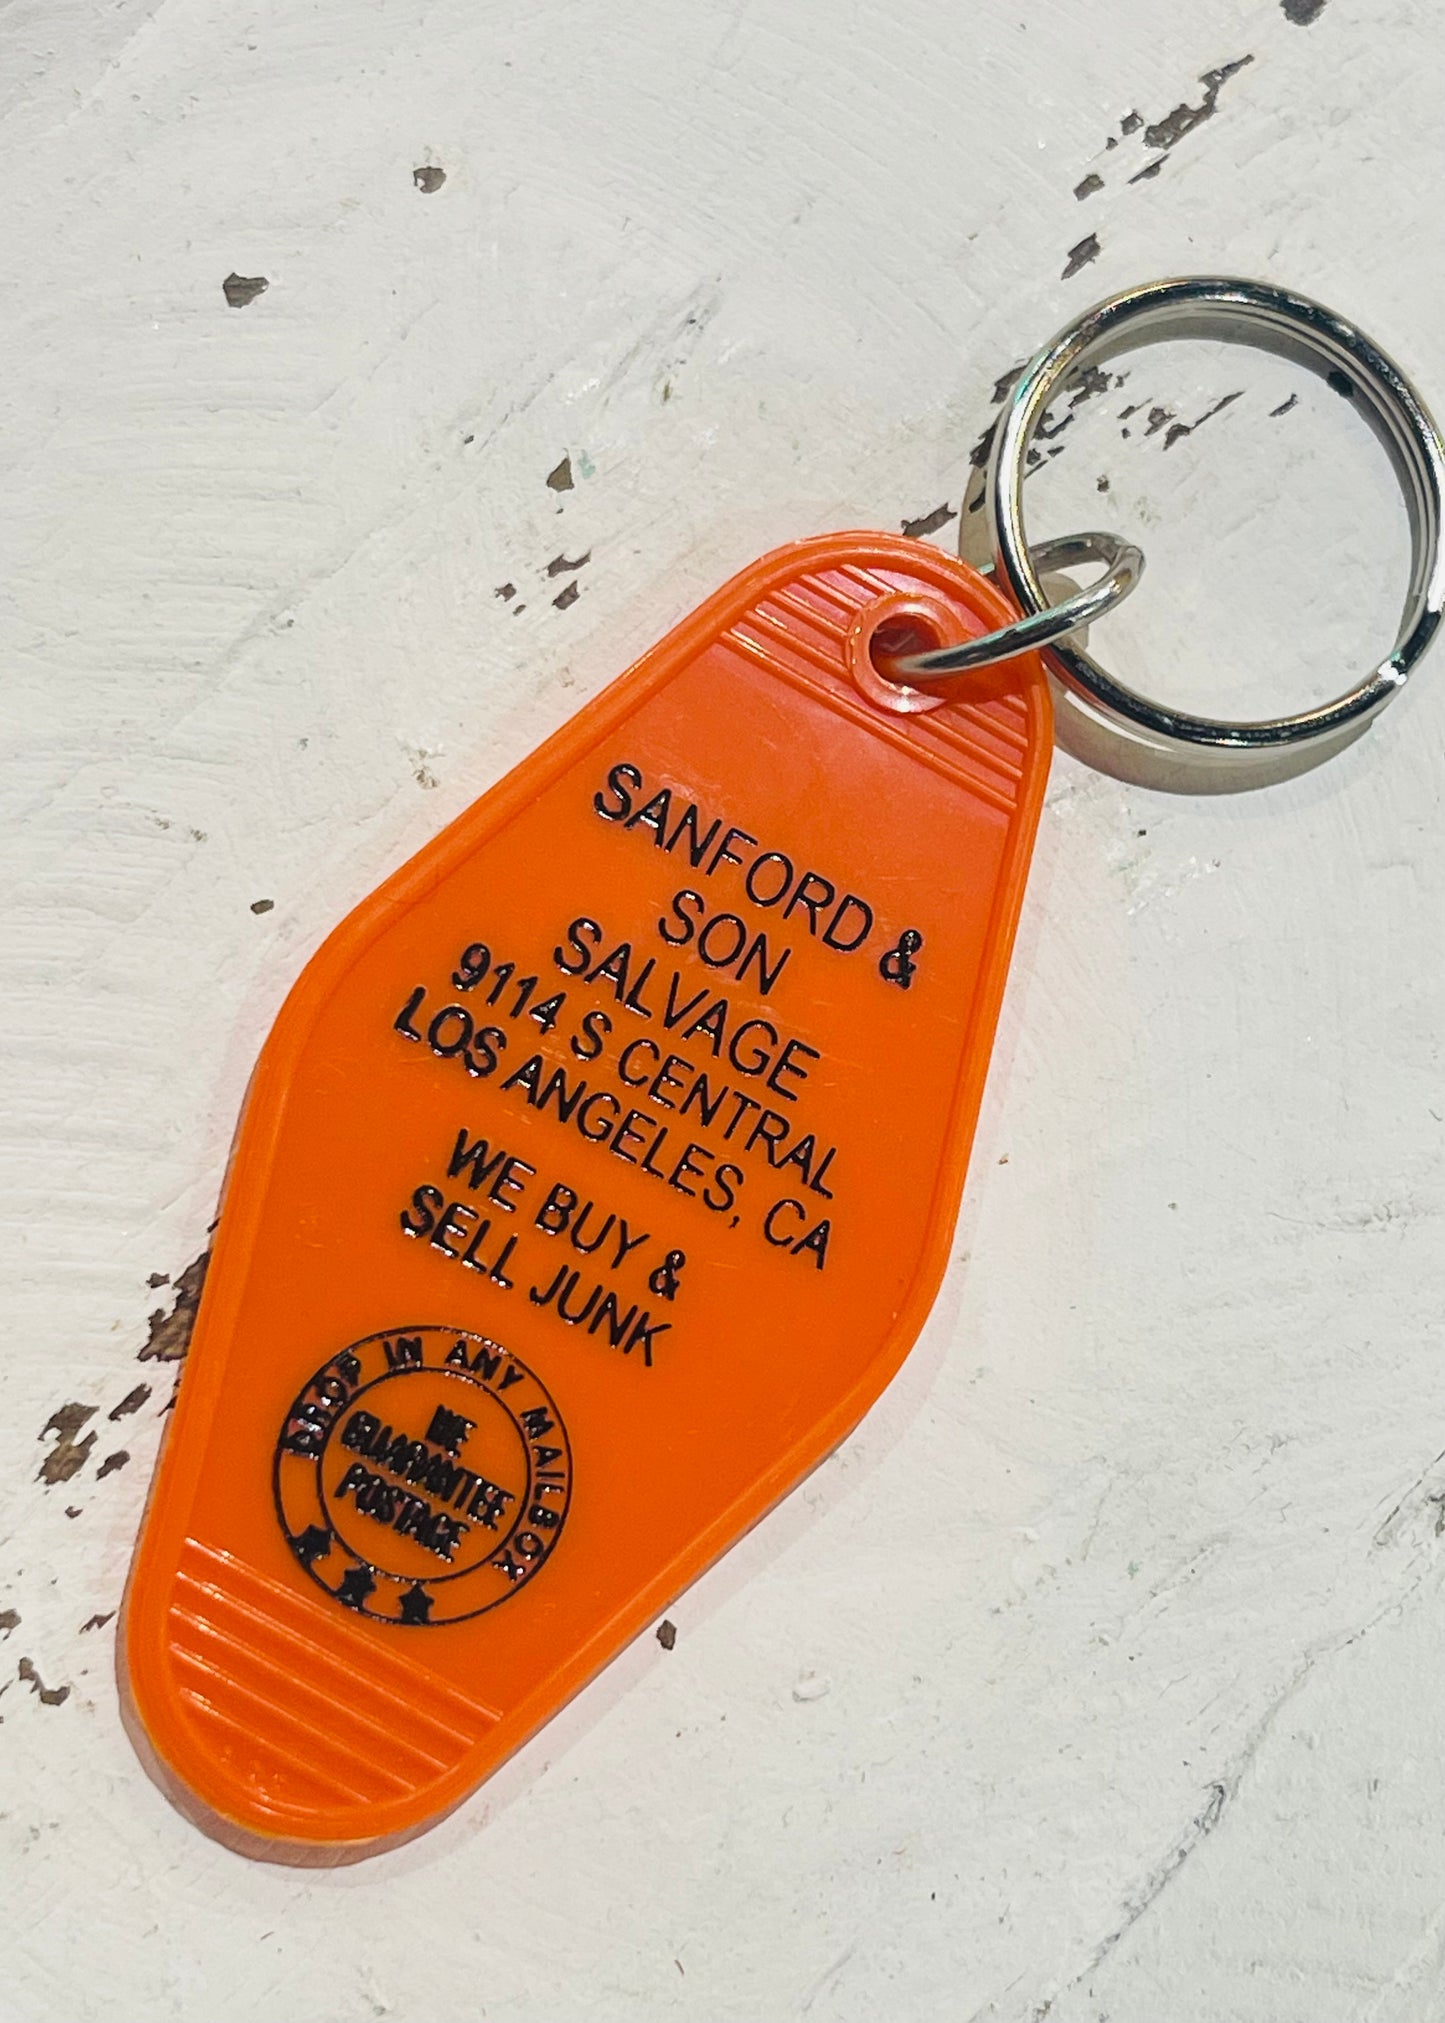 SANFORD &
SON
SALVAGE
9114 S CENTRAL
LOS ANGELES, CA
WE BUY &
SELL JUNK
DROP IN ANY MAILBOX
WE
GUARANTEE
POSTAGE